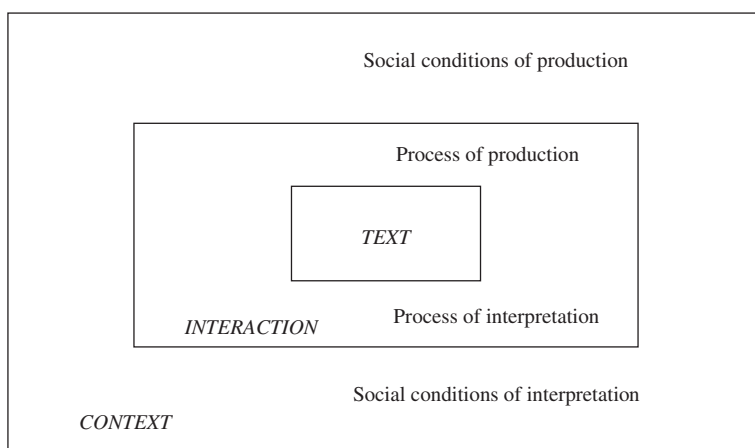 Social conditions of production
Process of production
TEXT
Process of interpretation
INTERACTION
Social conditions of interpretation
CONTEXT